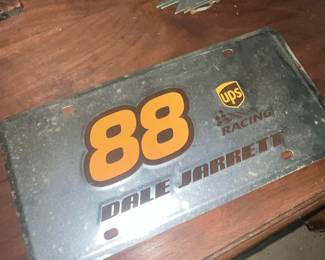 88
ups
RACING
DALE JARRETT